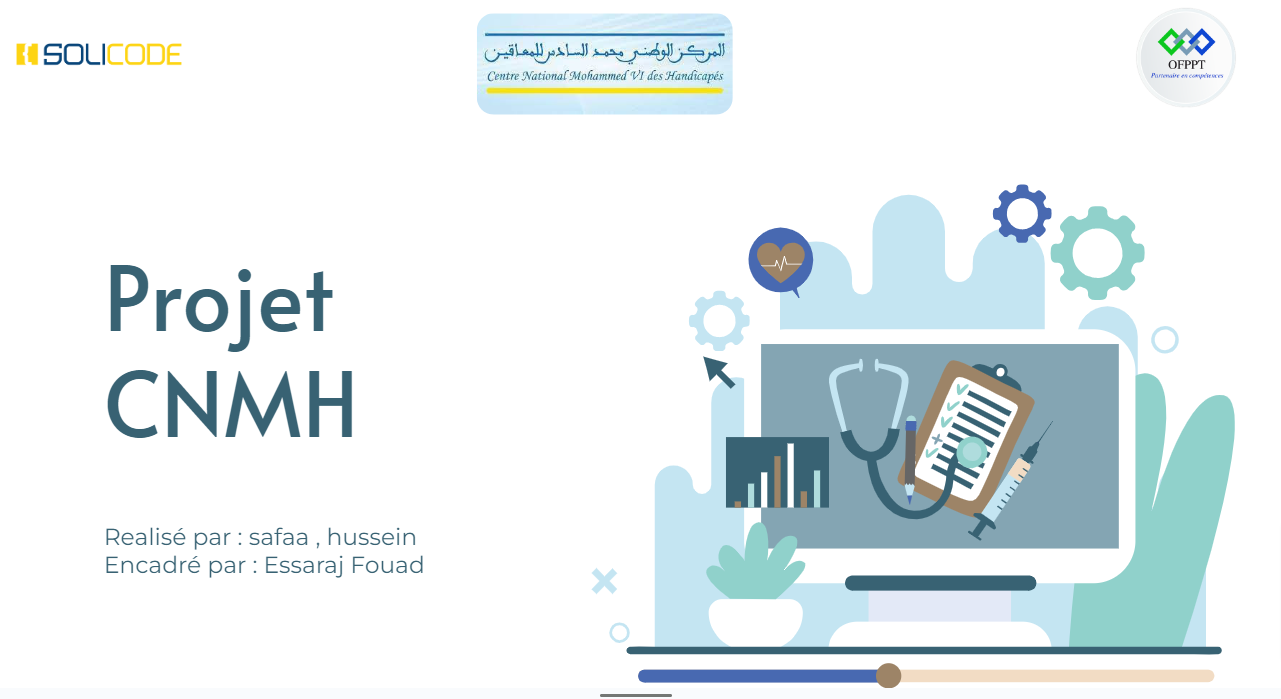 SOLICODE
المركز الوطني محمد السادس للمعاقين
Centre National Mohammed VI des Handicapés
OFPPT
Partenaire en compétences
Projet
CNMH
Realisé par : safaa , hussein
Encadré par : Essaraj Fouad